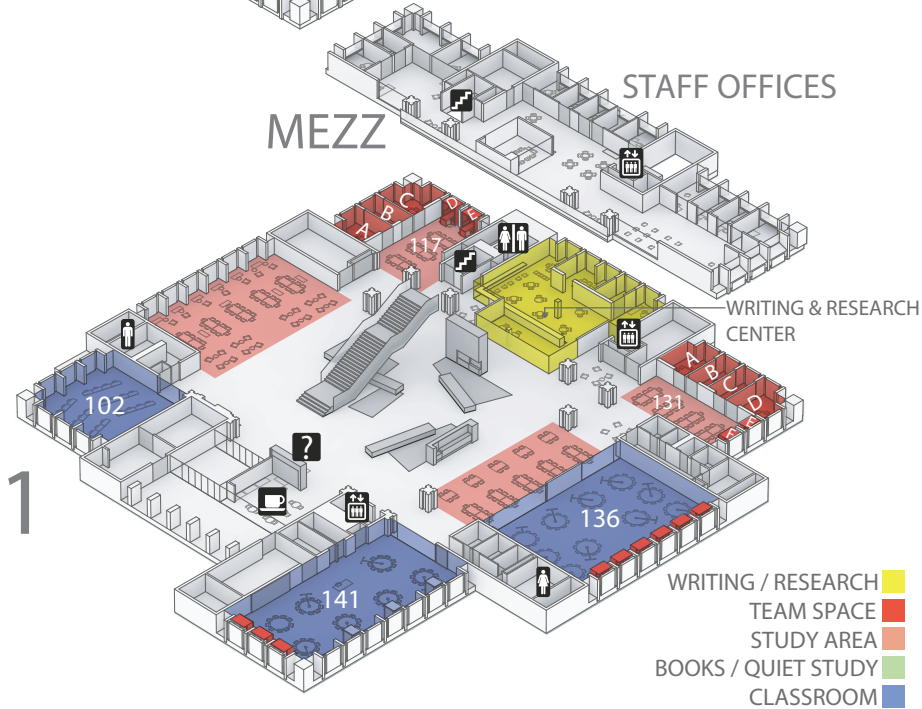 STAFF OFFICES
MEZZ
A
B
C
D
E
117
WRITING & RESEARCH
CENTER
102
A
B
C
D
E
F
131
?
1
136
141
WRITING / RESEARCH
TEAM SPACE
STUDY AREA
BOOKS / QUIET STUDY
CLASSROOM